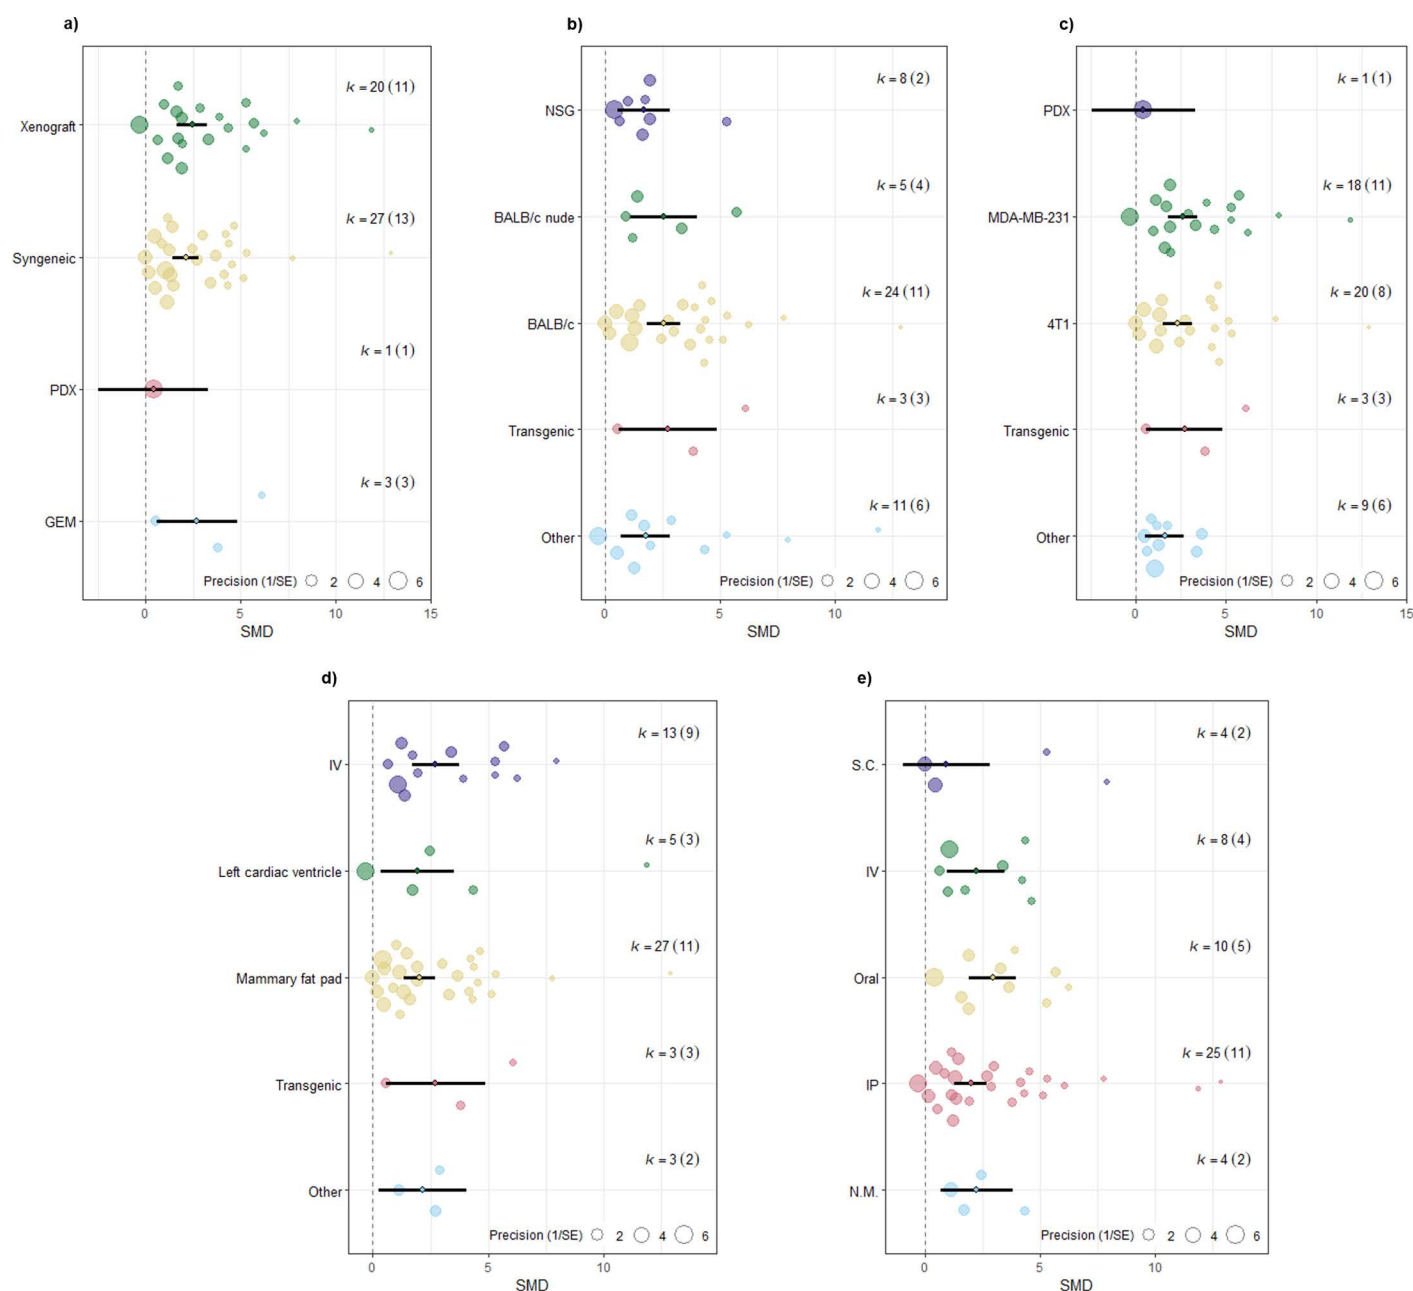 a)
k = 20 (11)
Xenograft
k = 27 (13)
Syngeneic
k = 1 (1)
PDX
k = 3 (3)
GEM
Precision (1/SE) 2 4 6
0 5 10 15
SMD
b)
k = 8 (2)
NSG
k = 5 (4)
BALB/c nude
k = 24 (11)
BALB/c
k = 3 (3)
Transgenic
k = 11 (6)
Other
Precision (1/SE) 2 4 6
0 5 10
SMD
c)
k = 1 (1)
PDX
k = 18 (11)
MDA-MB-231
k = 20 (8)
4T1
k = 3 (3)
Transgenic
k = 9 (6)
Other
Precision (1/SE) 2 4 6
0 5 10 15
SMD
d)
k = 13 (9)
IV
k = 5 (3)
Left cardiac ventricle
k = 27 (11)
Mammary fat pad
k = 3 (3)
Transgenic
k = 3 (2)
Other
Precision (1/SE) 2 4 6
0 5 10
SMD
e)
k = 4 (2)
S.C.
k = 8 (4)
IV
k = 10 (5)
Oral
k = 25 (11)
IP
k = 4 (2)
N.M.
Precision (1/SE) 2 4 6
0 5 10
SMD